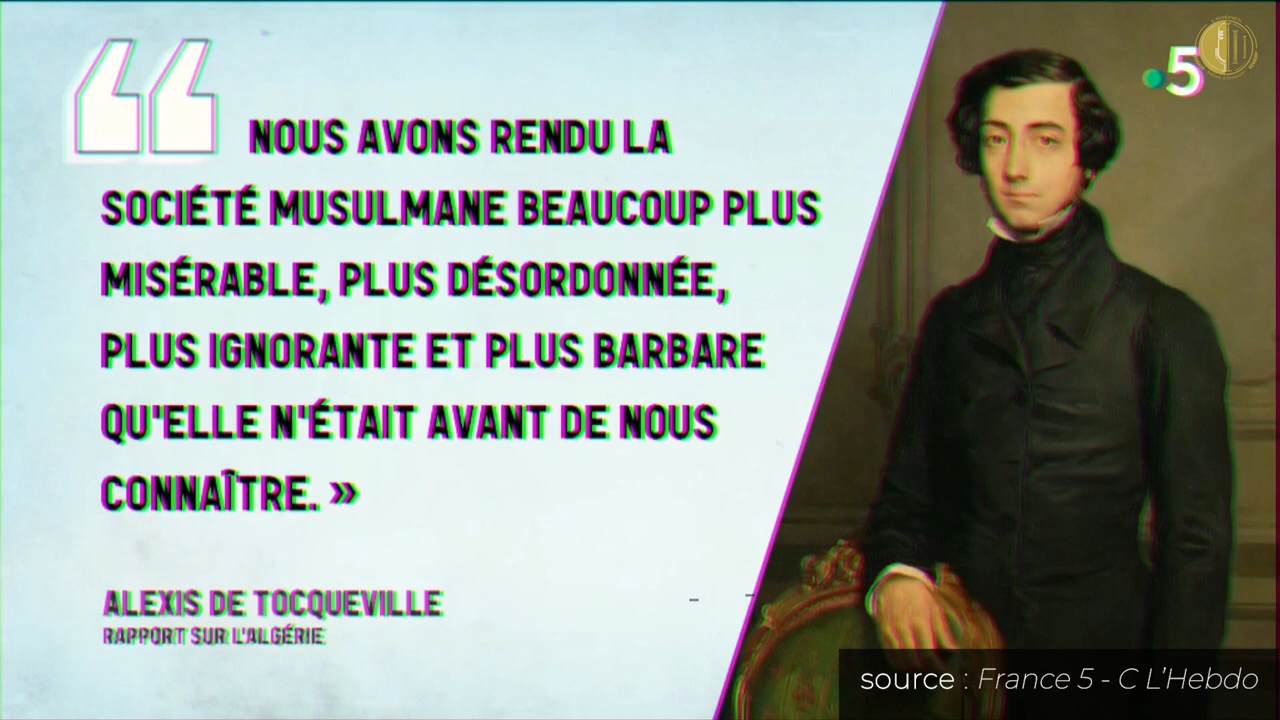 “ NOUS AVONS RENDU LA
SOCIÉTÉ MUSULMANE BEAUCOUP PLUS
MISÉRABLE, PLUS DÉSORDONNÉE,
PLUS IGNORANTE ET PLUS BARBARE
QU'ELLE N'ÉTAIT AVANT DE NOUS
CONNAÎTRE. »
ALEXIS DE TOCQUEVILLE
RAPPORT SUR L'ALGÉRIE
5
source : France 5 - C L’Hebdo